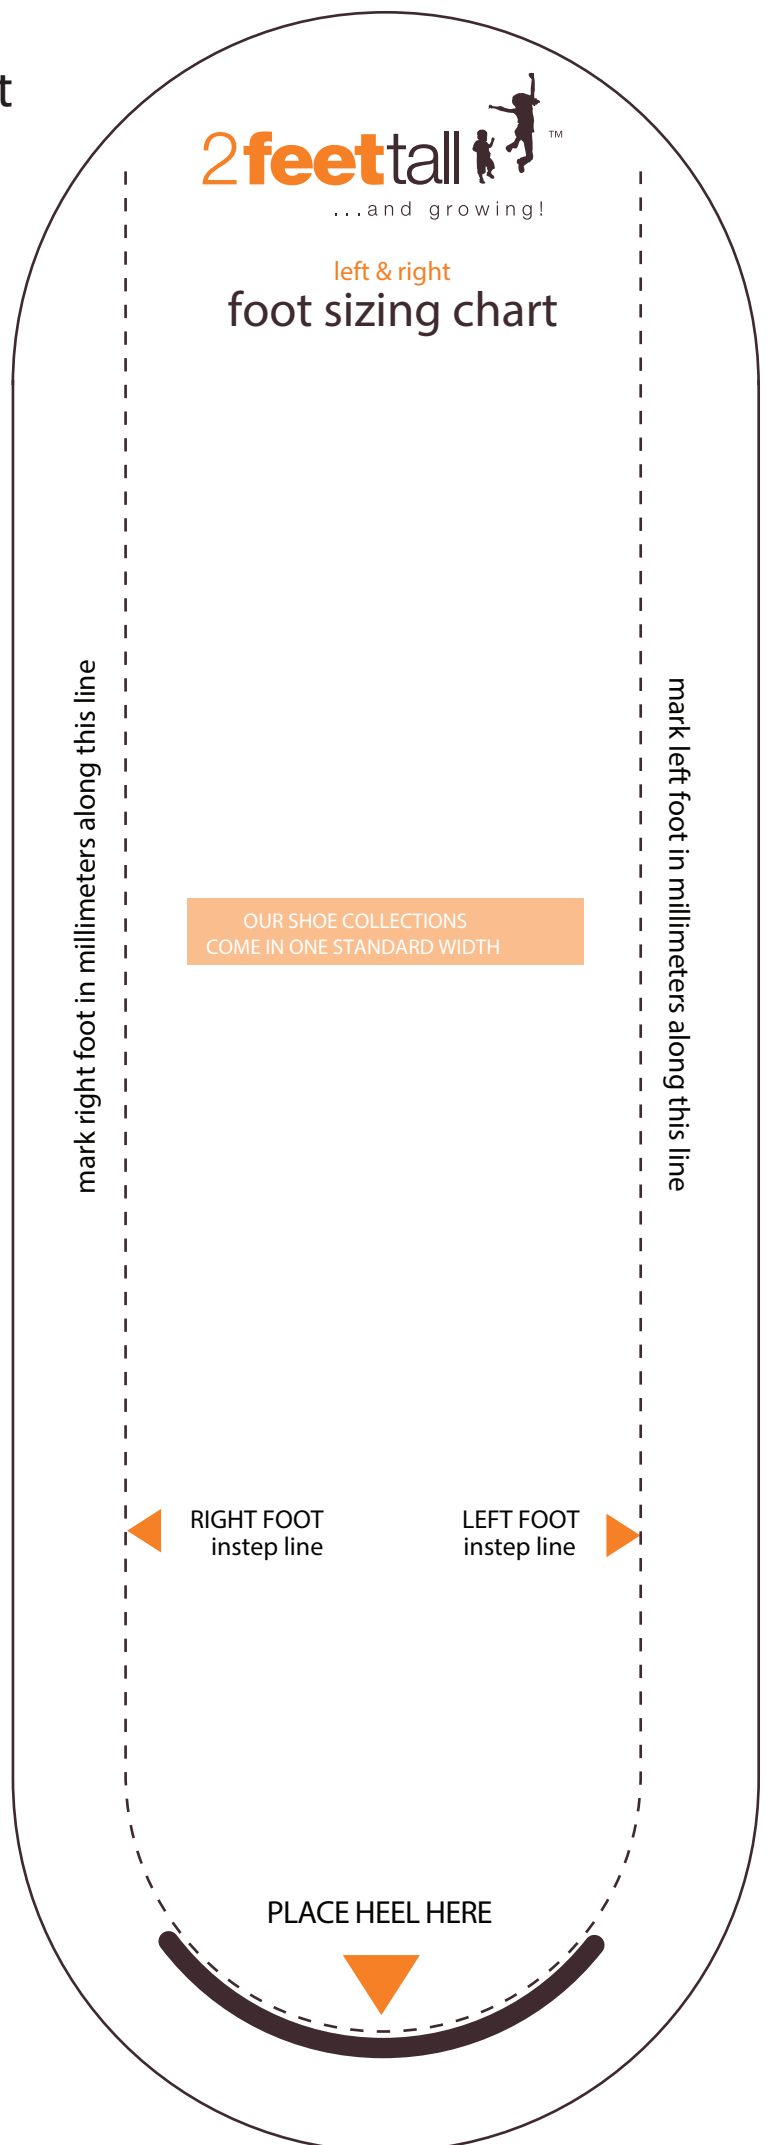 t
2feettall ™
...and growing!
left & right
foot sizing chart
mark right foot in millimeters along this line
mark left foot in millimeters along this line
OUR SHOE COLLECTIONS
COME IN ONE STANDARD WIDTH
RIGHT FOOT
instep line
LEFT FOOT
instep line
PLACE HEEL HERE